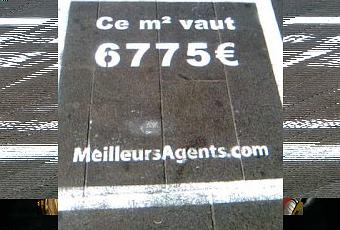 Ce m² vaut
6775€
MeilleursAgents.com